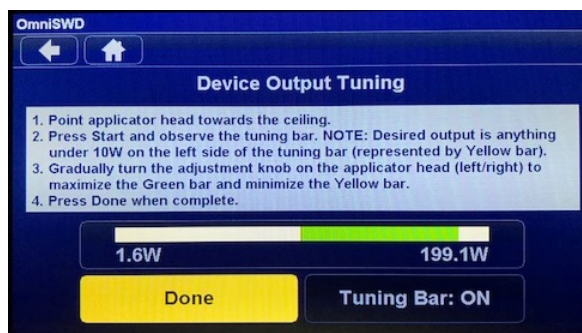 OmniSWD
Device Output Tuning
1. Point applicator head towards the ceiling.
2. Press Start and observe the tuning bar. NOTE: Desired output is anything
under 10W on the left side of the tuning bar (represented by Yellow bar).
3. Gradually turn the adjustment knob on the applicator head (left/right) to
maximize the Green bar and minimize the Yellow bar.
4. Press Done when complete.
1.6W 199.1W
Done Tuning Bar: ON